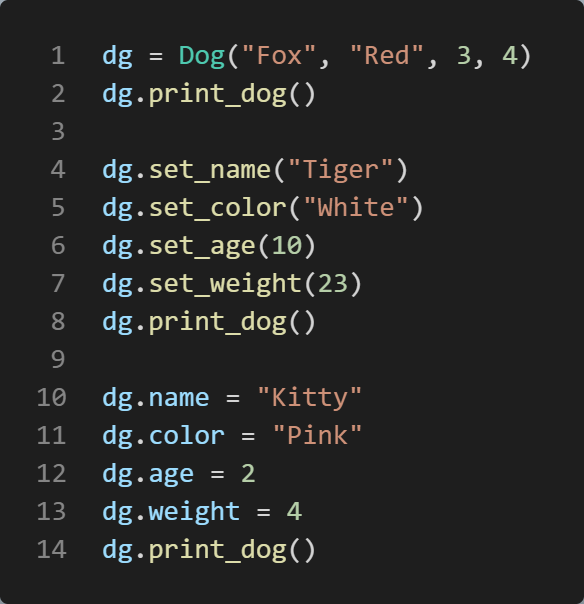 1 dg = Dog("Fox", "Red", 3, 4)
2 dg.print_dog()
3
4 dg.set_name("Tiger")
5 dg.set_color("White")
6 dg.set_age(10)
7 dg.set_weight(23)
8 dg.print_dog()
9
10 dg.name = "Kitty"
11 dg.color = "Pink"
12 dg.age = 2
13 dg.weight = 4
14 dg.print_dog()